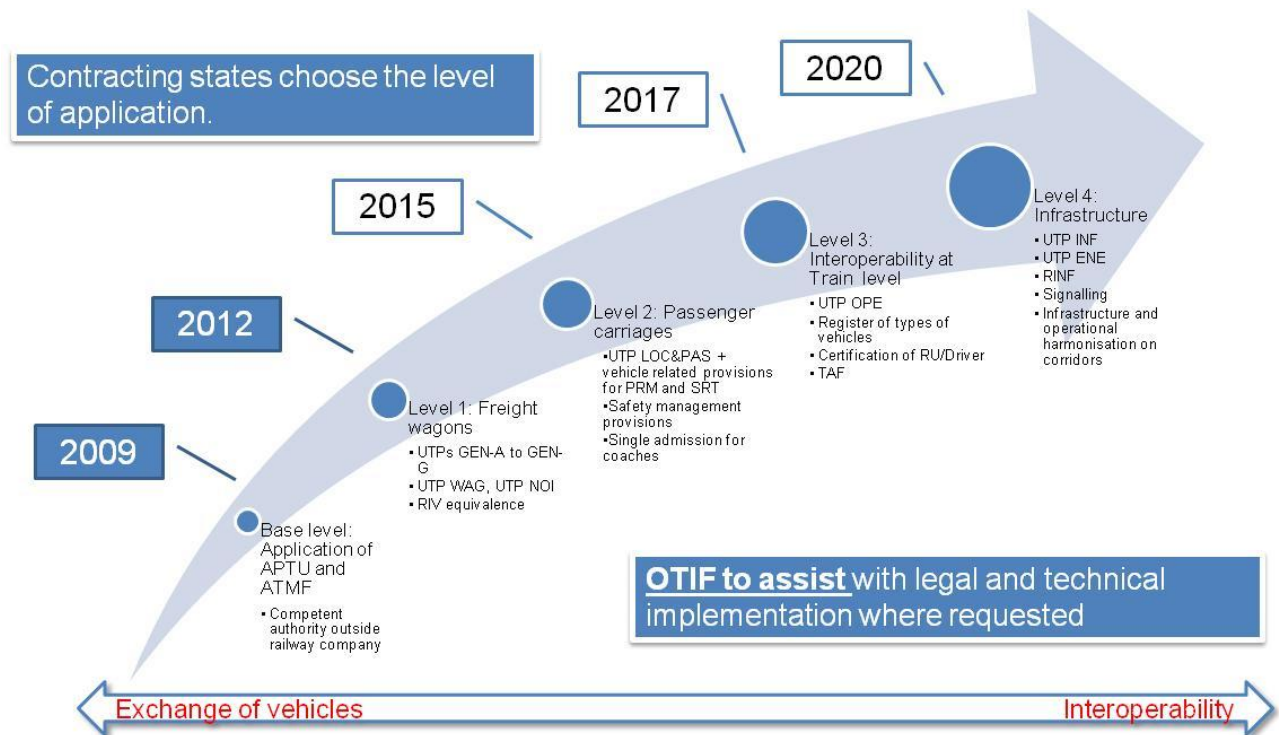 Contracting states choose the level
of application.
2009
2012
2015
2017
2020
Base level:
Application of
APTU and
ATMF
▪ Competent
authority outside
railway company
Level 1: Freight
wagons
▪ UTPs GEN-A to GEN-
G
▪ UTP WAG, UTP NOI
▪ RIV equivalence
Level 2: Passenger
carriages
▪UTP LOC&PAS +
vehicle related provisions
for PRM and SRT
▪Safety management
provisions
▪Single admission for
coaches
Level 3:
Interoperability at
Train level
▪ UTP OPE
▪ Register of types of
vehicles
▪ Certification of RU/Driver
▪ TAF
Level 4:
Infrastructure
▪ UTP INF
▪ UTP ENE
▪ RINF
▪ Signalling
▪ Infrastructure and
operational
harmonisation on
corridors
OTIF to assist with legal and technical
implementation where requested
Exchange of vehicles
Interoperability